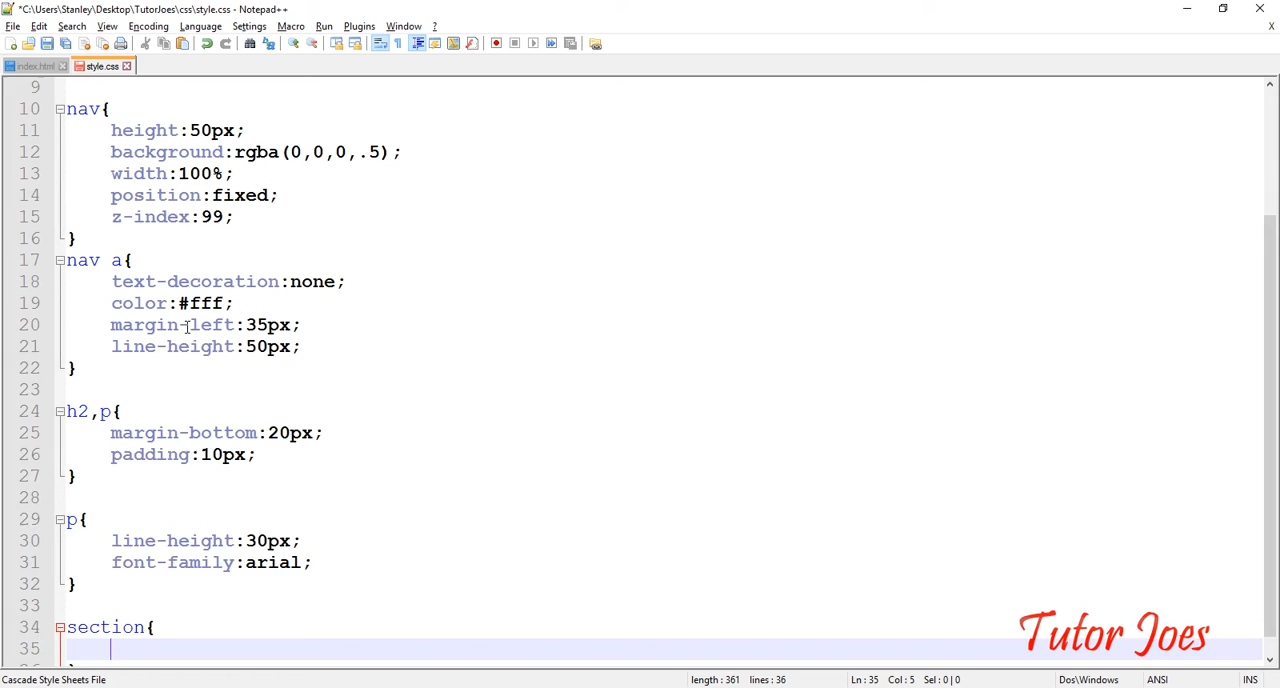 *C:\Users\Stanley\Desktop\TutorJoes\css\style.css - Notepad++
File Edit Search View Encoding Language Settings Macro Run Plugins Window ? X
index.html style.css
9
10 nav{
11 height:50px;
12 background:rgba(0,0,0,.5);
13 width:100%;
14 position:fixed;
15 z-index:99;
16 }
17 nav a{
18 text-decoration:none;
19 color:#fff;
20 margin-left:35px;
21 line-height:50px;
22 }
23
24 h2,p{
25 margin-bottom:20px;
26 padding:10px;
27 }
28
29 p{
30 line-height:30px;
31 font-family:arial;
32 }
33
34 section{
35
Tutor Joes
Cascade Style Sheets File length : 361 lines : 36 Ln : 35 Col : 5 Sel : 0 | 0 Dos\Windows ANSI INS